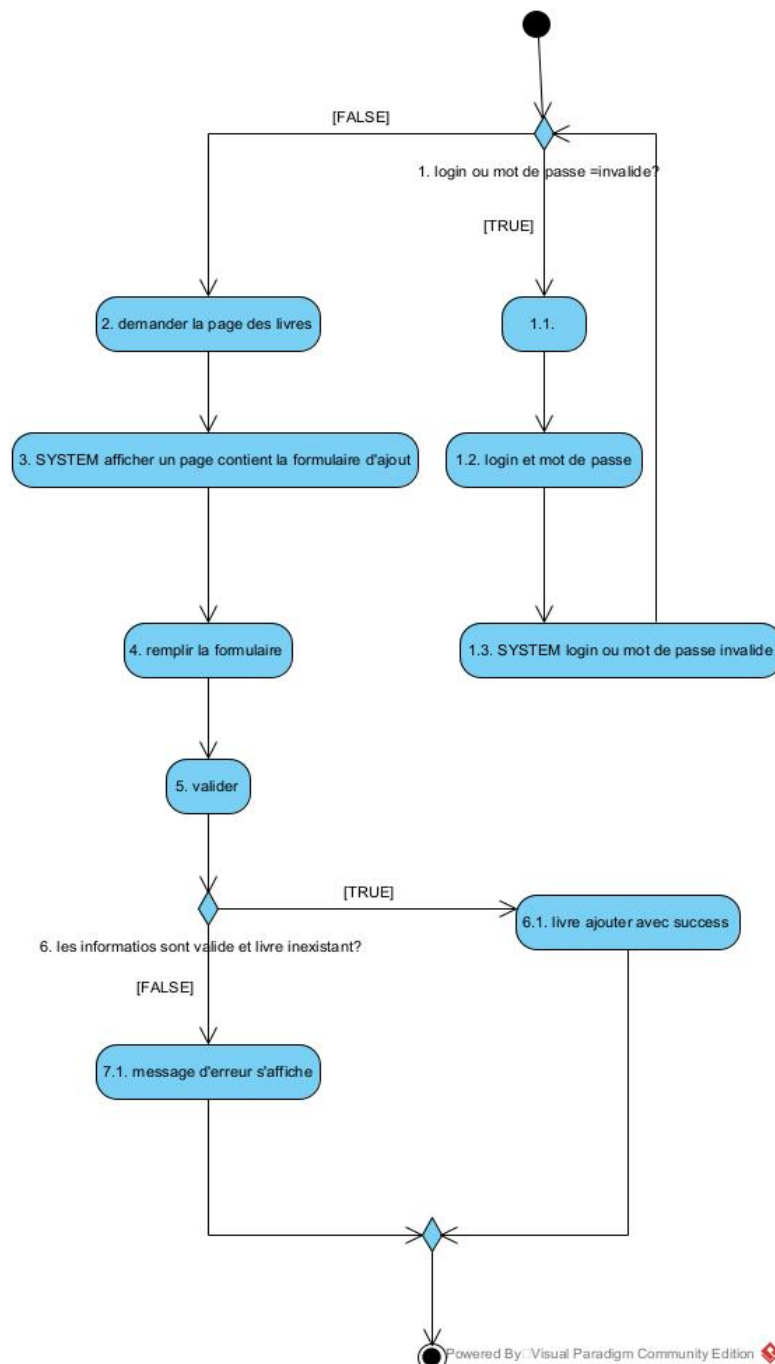 [FALSE]
1. login ou mot de passe =invalide?
[TRUE]
2. demander la page des livres
1.1.
3. SYSTEM afficher un page contient la formulaire d'ajout
1.2. login et mot de passe
4. remplir la formulaire
1.3. SYSTEM login ou mot de passe invalide
5. valider
[TRUE]
6.1. livre ajouter avec success
6. les informatios sont valide et livre inexistant?
[FALSE]
7.1. message d'erreur s'affiche
Powered By Visual Paradigm Community Edition